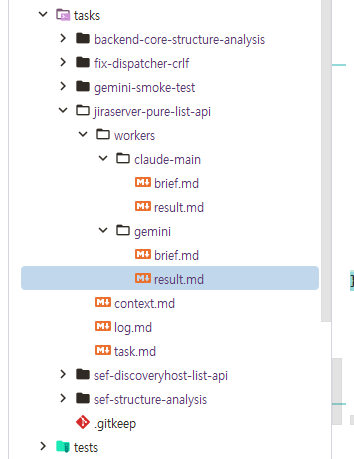 tasks
backend-core-structure-analysis
fix-dispatcher-crlf
gemini-smoke-test
jiraserver-pure-list-api
workers
claude-main
brief.md
result.md
gemini
brief.md
result.md
context.md
log.md
task.md
sef-discoveryhost-list-api
sef-structure-analysis
.gitkeep
tests